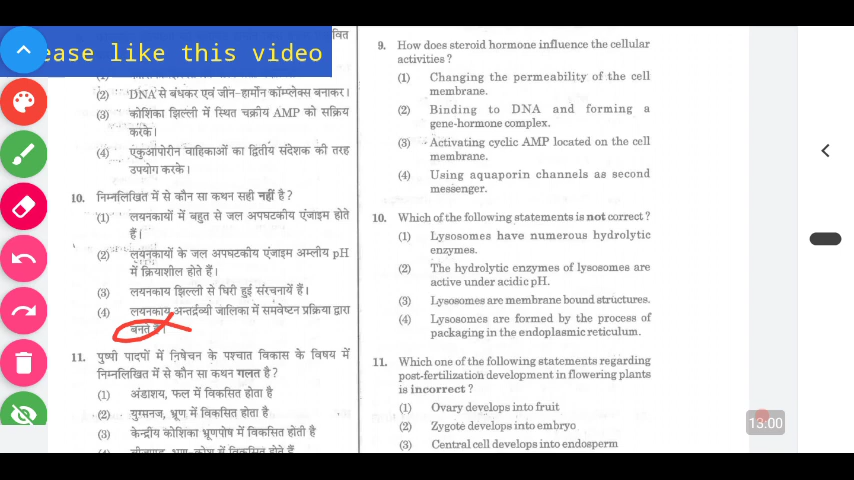 ease like this video
वित
(2) DNA से बंधकर एवं जीन-हार्मोन कॉम्प्लेक्स बनाकर।
(3) कोशिका झिल्ली में स्थित चक्रीय AMP को सक्रिय
करके।
(4) एकुआपोरीन वाहिकाओं का द्वितीय संदेशक की तरह
उपयोग करके।
10. निम्नलिखित में से कौन सा कथन सही नहीं है ?
(1) लयनकायों में बहुत से जल अपघटकीय एंजाइम होते
हैं।
(2) लयनकायों के जल अपघटकीय एंजाइम अम्लीय pH
में क्रियाशील होते हैं।
(3) लयनकाय झिल्ली से घिरी हुई संरचनायें हैं।
(4) लयनकाय अन्तर्द्रव्यी जालिका में समवेष्टन प्रक्रिया द्वारा
बनते हैं।
11. पुष्पी पादपों में निषेचन के पश्चात विकास के विषय में
निम्नलिखित में से कौन सा कथन गलत है ?
(1) अंडाशय, फल में विकसित होता है
(2) युग्मनज, भ्रूण में विकसित होता है
(3) केन्द्रीय कोशिका भ्रूणपोष में विकसित होती है
9. How does steroid hormone influence the cellular
activities ?
(1) Changing the permeability of the cell
membrane.
(2) Binding to DNA and forming a
gene-hormone complex.
(3) Activating cyclic AMP located on the cell
membrane.
(4) Using aquaporin channels as second
messenger.
10. Which of the following statements is not correct ?
(1) Lysosomes have numerous hydrolytic
enzymes.
(2) The hydrolytic enzymes of lysosomes are
active under acidic pH.
(3) Lysosomes are membrane bound structures.
(4) Lysosomes are formed by the process of
packaging in the endoplasmic reticulum.
11. Which one of the following statements regarding
post-fertilization development in flowering plants
is incorrect ?
(1) Ovary develops into fruit
(2) Zygote develops into embryo
(3) Central cell develops into endosperm
13:00